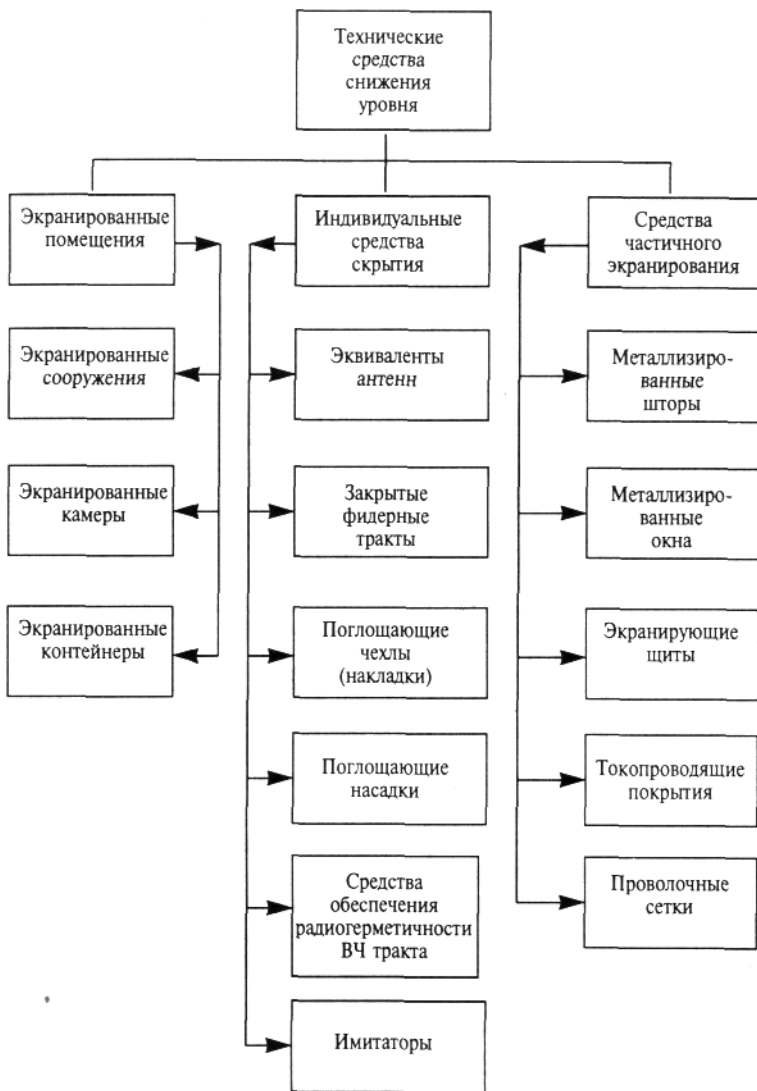 Технические
средства
снижения
уровня
Экранированные
помещения
Индивидуальные
средства
скрытия
Средства
частичного
экранирования
Экранированные
сооружения
Эквиваленты
антенн
Металлизиро-
ванные
шторы
Экранированные
камеры
Закрытые
фидерные
тракты
Металлизиро-
ванные
окна
Экранированные
контейнеры
Поглощающие
чехлы
(накладки)
Экранирующие
щиты
Поглощающие
насадки
Токопроводящие
покрытия
Средства
обеспечения
радиогерметичности
ВЧ тракта
Проволочные
сетки
Имитаторы